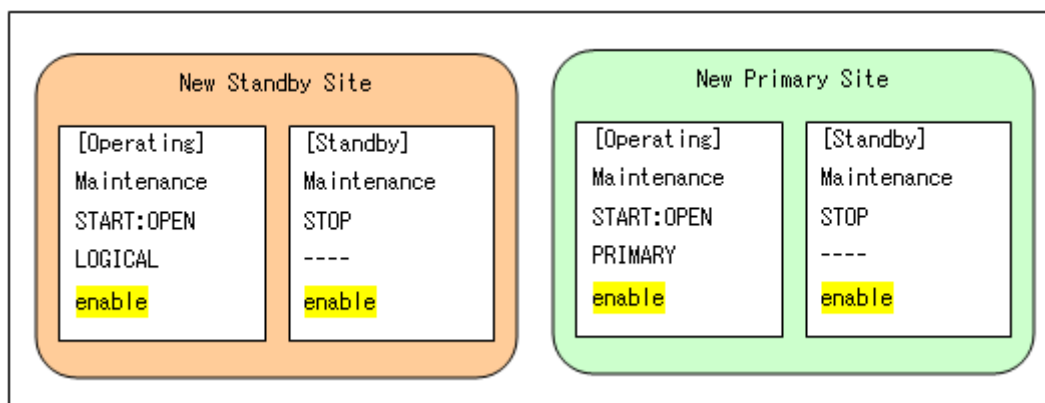 New Standby Site
[Operating]
Maintenance
START:OPEN
LOGICAL
enable
[Standby]
Maintenance
STOP
----
enable
New Primary Site
[Operating]
Maintenance
START:OPEN
PRIMARY
enable
[Standby]
Maintenance
STOP
----
enable